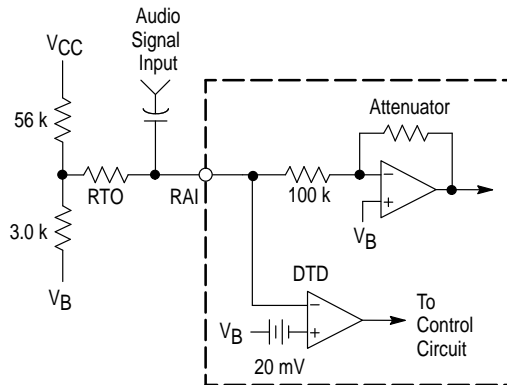 Audio
Signal
Input
VCC
56 k
RTO
RAI
3.0 k
VB
Attenuator
100 k
-
+
VB
DTD
-
+
VB
20 mV
To
Control
Circuit